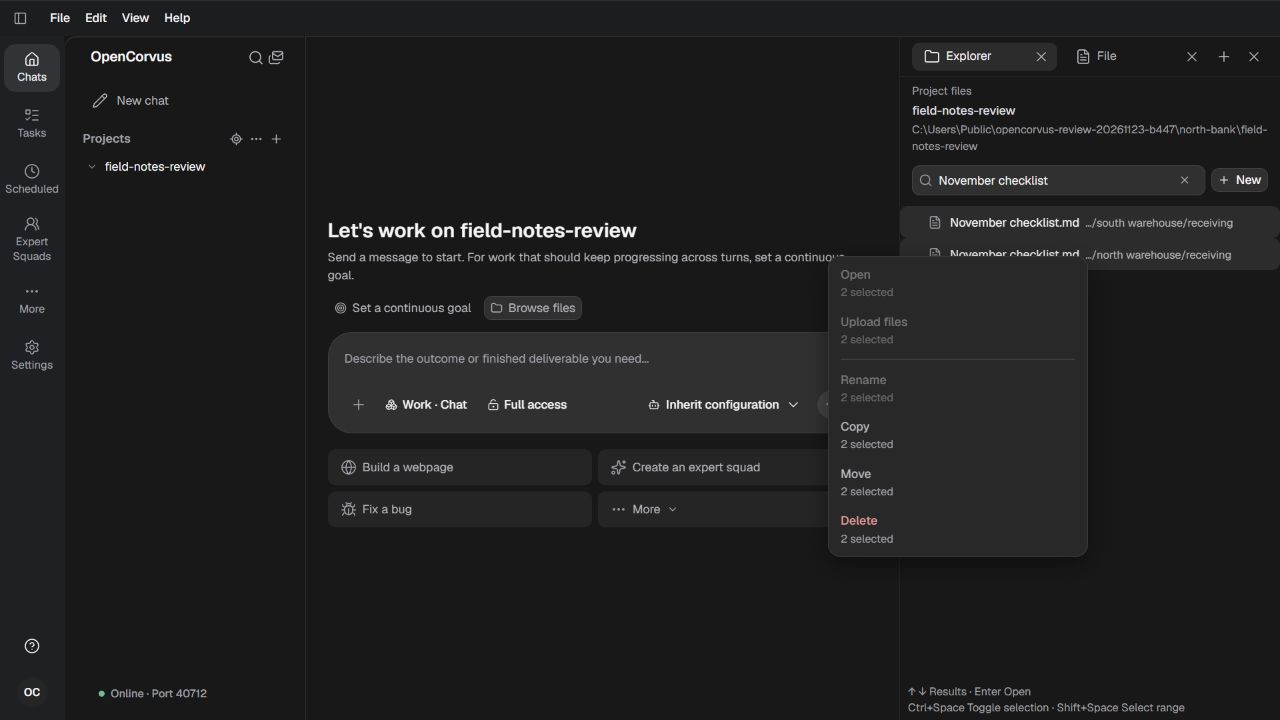 File Edit View Help
Chats
Tasks
Scheduled
Expert
Squads
More
Settings
OC
OpenCorvus
New chat
Projects
field-notes-review
Online · Port 40712
Let's work on field-notes-review
Send a message to start. For work that should keep progressing across turns, set a continuous
goal.
Set a continuous goal
Browse files
Describe the outcome or finished deliverable you need...
Work · Chat
Full access
Inherit configuration
Build a webpage
Create an expert squad
Fix a bug
More
Explorer
File
Project files
field-notes-review
C:\Users\Public\opencorvus-review-20261123-b447\north-bank\field-
notes-review
November checklist
New
November checklist.md …/south warehouse/receiving
November checklist.md …/north warehouse/receiving
Open
2 selected
Upload files
2 selected
Rename
2 selected
Copy
2 selected
Move
2 selected
Delete
2 selected
↑↓ Results · Enter Open
Ctrl+Space Toggle selection · Shift+Space Select range